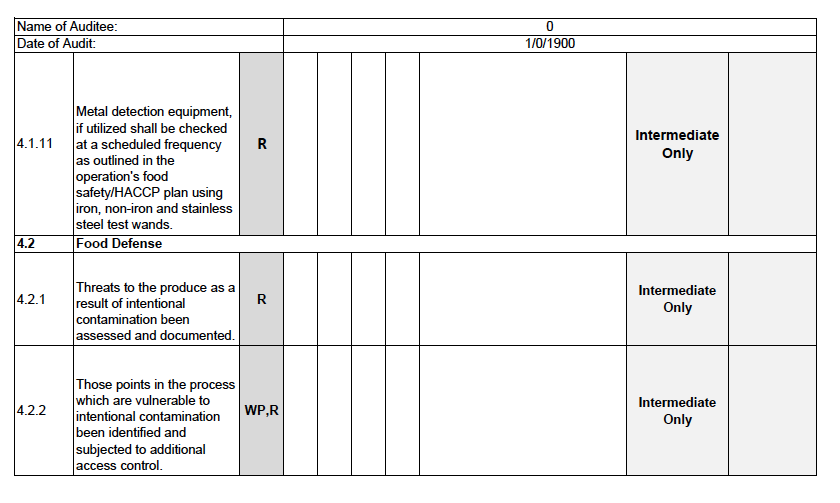 Name of Auditee:
0
Date of Audit:
1/0/1900
4.1.11
Metal detection equipment,
if utilized shall be checked
at a scheduled frequency
as outlined in the
operation's food
safety/HACCP plan using
iron, non-iron and stainless
steel test wands.
R
Intermediate
Only
4.2
Food Defense
4.2.1
Threats to the produce as a
result of intentional
contamination been
assessed and documented.
R
Intermediate
Only
4.2.2
Those points in the process
which are vulnerable to
intentional contamination
been identified and
subjected to additional
access control.
WP,R
Intermediate
Only